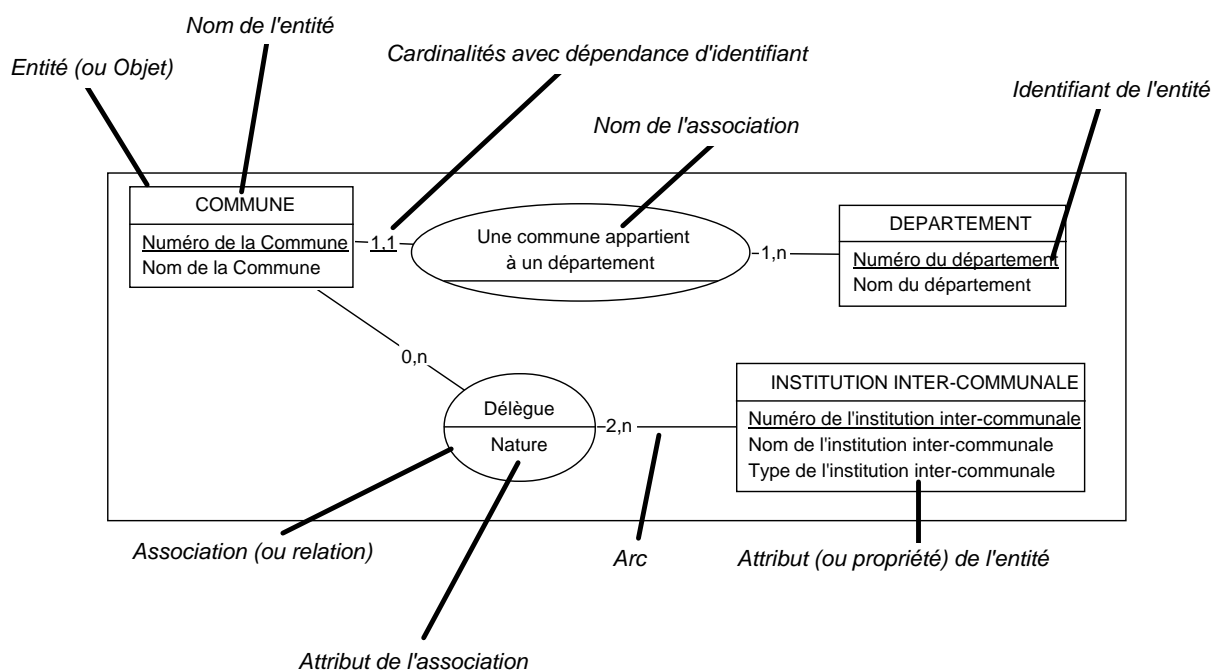 Nom de l'entité
Cardinalités avec dépendance d'identifiant
Entité (ou Objet)
Identifiant de l'entité
Nom de l'association
COMMUNE
Numéro de la Commune
Nom de la Commune
1,1
Une commune appartient
à un département
1,n
DEPARTEMENT
Numéro du département
Nom du département
0,n
Délègue
Nature
2,n
INSTITUTION INTER-COMMUNALE
Numéro de l'institution inter-communale
Nom de l'institution inter-communale
Type de l'institution inter-communale
Association (ou relation)
Arc
Attribut (ou propriété) de l'entité
Attribut de l'association